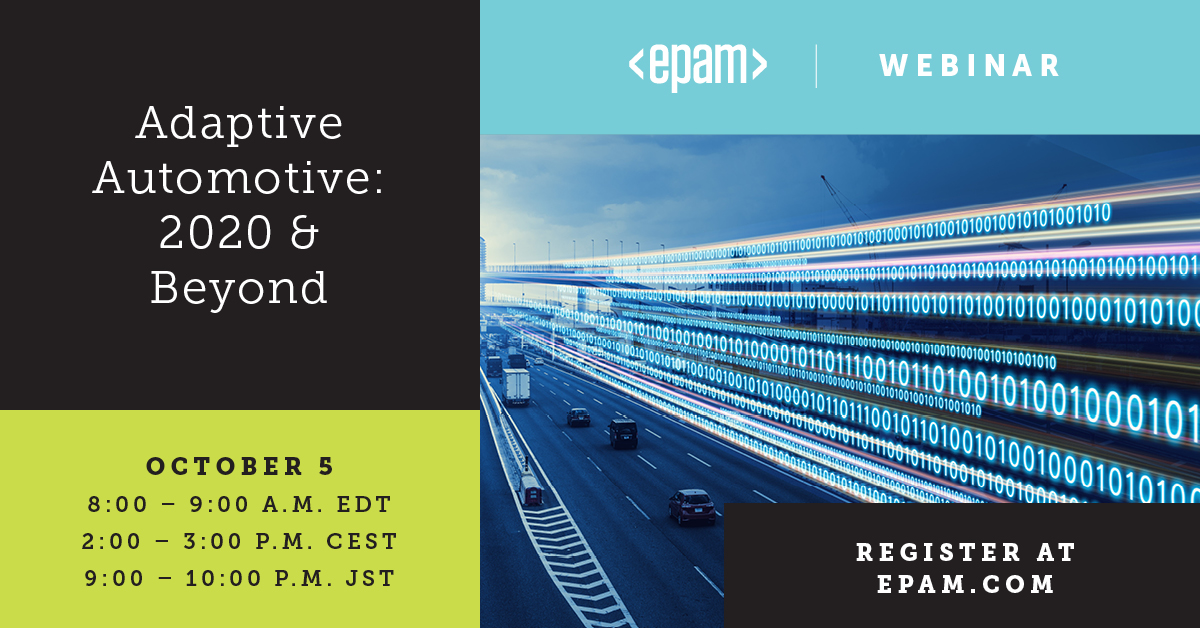 Adaptive
Automotive:
2020 &
Beyond
OCTOBER 5
8:00 – 9:00 A.M. EDT
2:00 – 3:00 P.M. CEST
9:00 – 10:00 P.M. JST
<epam> | WEBINAR
REGISTER AT
EPAM.COM